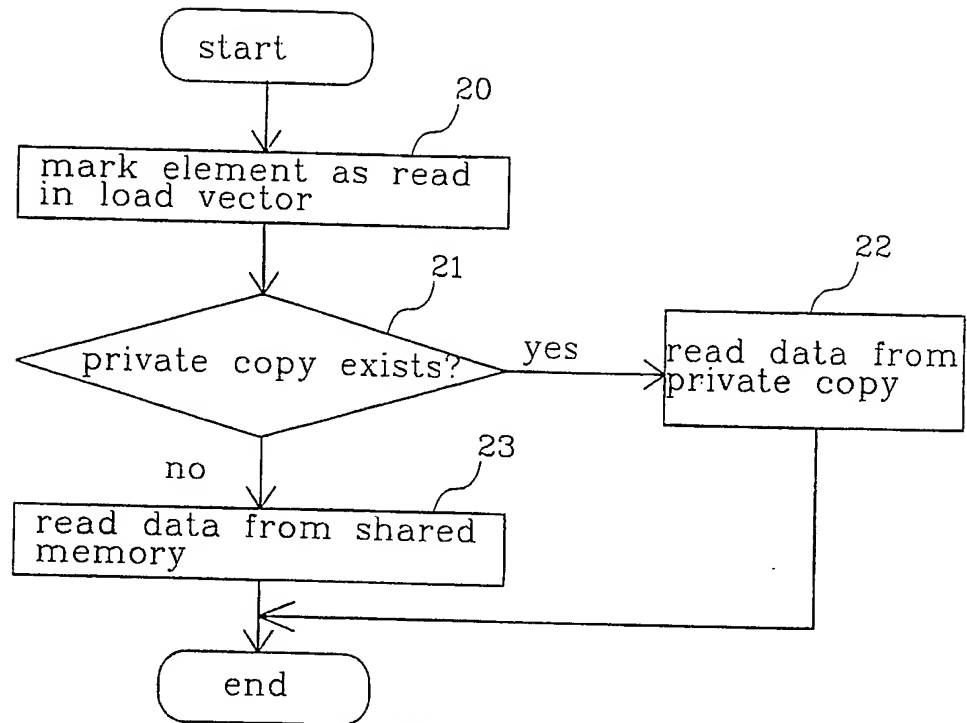 start
20
mark element as read
in load vector
21
private copy exists?
yes
22
read data from
private copy
no
23
read data from shared
memory
end